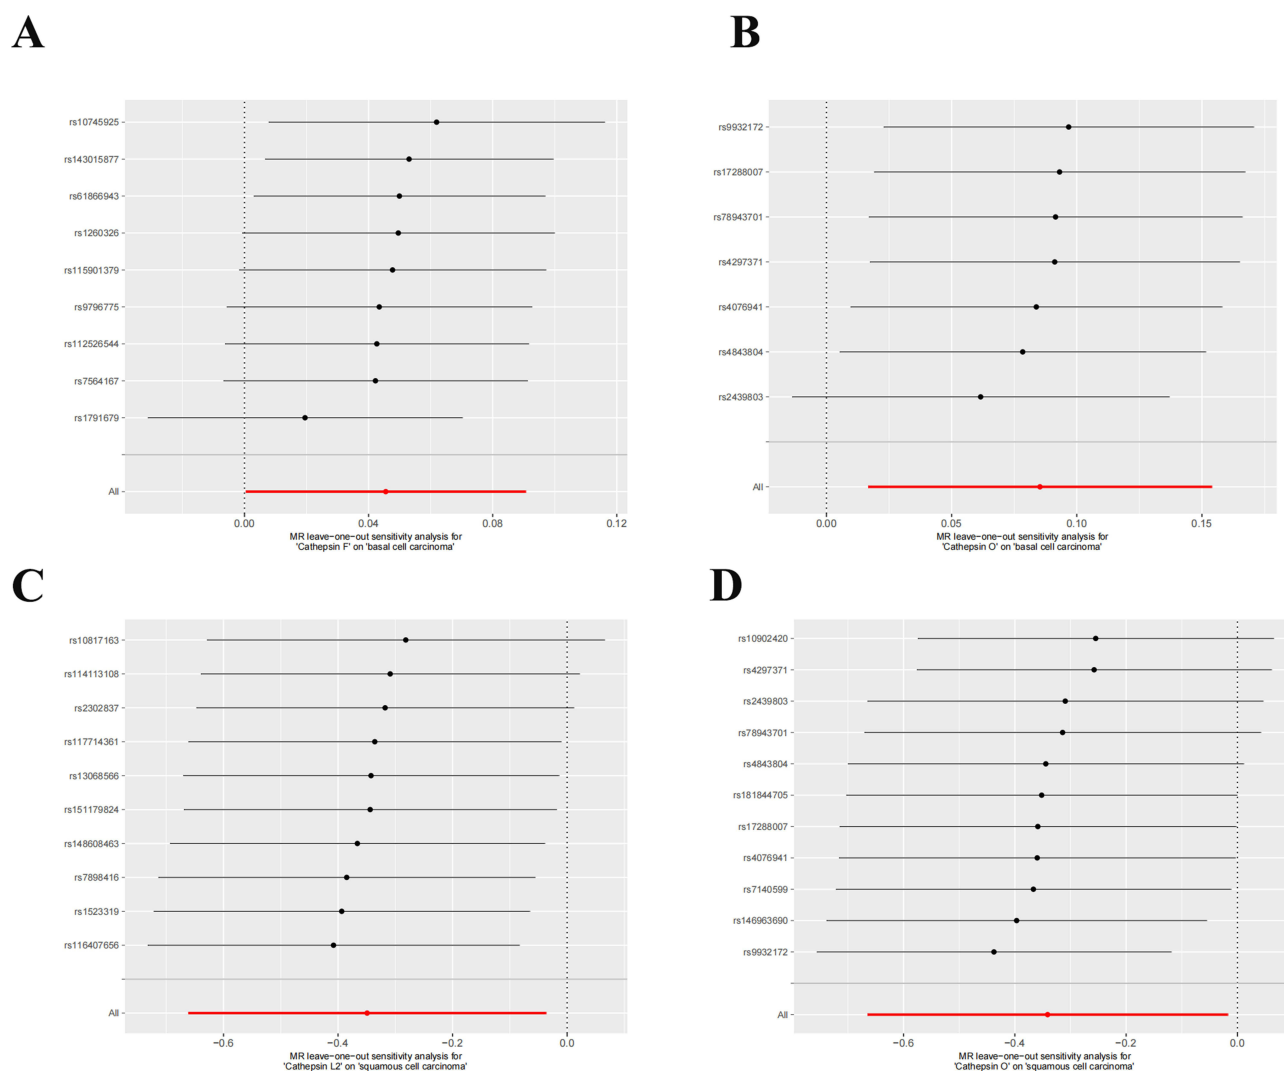 A
rs10745925
rs143015877
rs61866943
rs1260326
rs115901379
rs9796775
rs112526544
rs7564167
rs1791679
All
0.00 0.04 0.08 0.12
MR leave−one−out sensitivity analysis for
'Cathepsin F' on 'basal cell carcinoma'
B
rs9932172
rs17288007
rs78943701
rs4297371
rs4076941
rs4843804
rs2439803
All
0.00 0.05 0.10 0.15
MR leave−one−out sensitivity analysis for
'Cathepsin O' on 'basal cell carcinoma'
C
rs10817163
rs114113108
rs2302837
rs117714361
rs13068566
rs151179824
rs148608463
rs7898416
rs1523319
rs116407656
All
−0.6 −0.4 −0.2 0.0
MR leave−one−out sensitivity analysis for
'Cathepsin L2' on 'squamous cell carcinoma'
D
rs10902420
rs4297371
rs2439803
rs78943701
rs4843804
rs181844705
rs17288007
rs4076941
rs7140599
rs146963690
rs9932172
All
−0.6 −0.4 −0.2 0.0
MR leave−one−out sensitivity analysis for
'Cathepsin O' on 'squamous cell carcinoma'